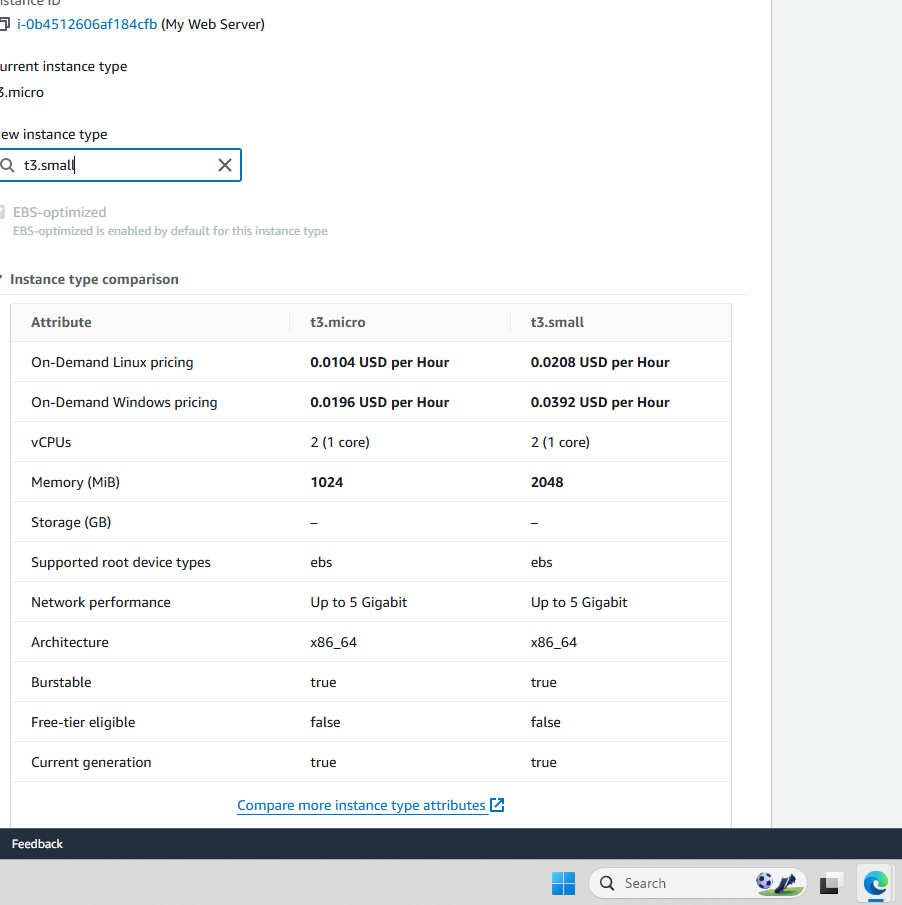 i-0b4512606af184cfb (My Web Server)
urrent instance type
3.micro
ew instance type
t3.small
EBS-optimized
EBS-optimized is enabled by default for this instance type
Instance type comparison
Attribute t3.micro t3.small
On-Demand Linux pricing 0.0104 USD per Hour 0.0208 USD per Hour
On-Demand Windows pricing 0.0196 USD per Hour 0.0392 USD per Hour
vCPUs 2 (1 core) 2 (1 core)
Memory (MiB) 1024 2048
Storage (GB) – –
Supported root device types ebs ebs
Network performance Up to 5 Gigabit Up to 5 Gigabit
Architecture x86_64 x86_64
Burstable true true
Free-tier eligible false false
Current generation true true
Compare more instance type attributes
Feedback
Search